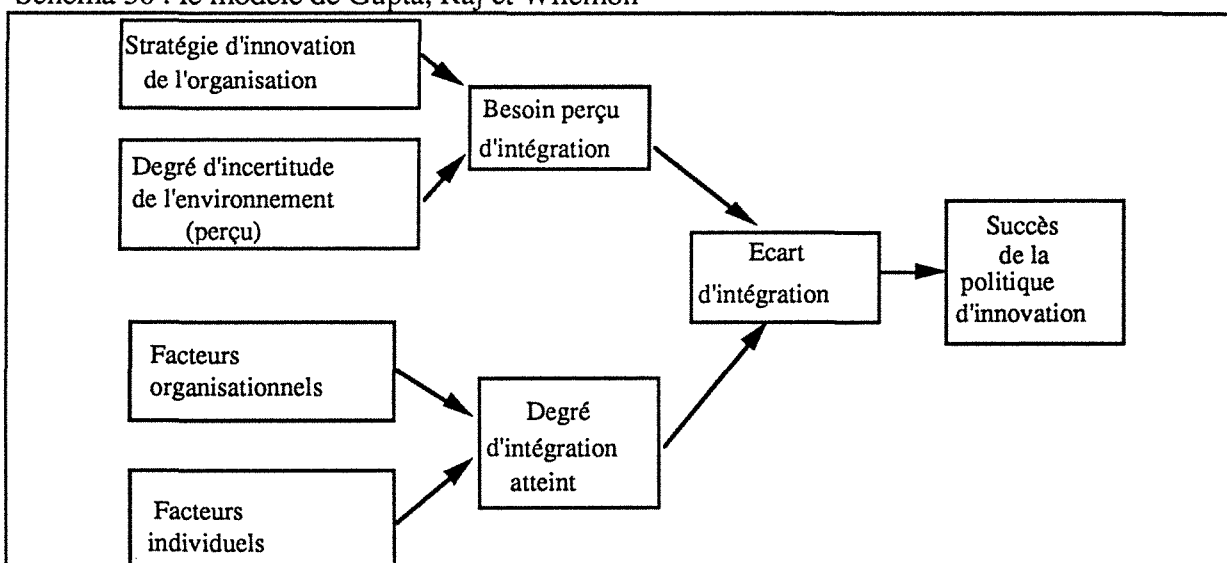 Schéma 30 : le modèle de Gupta, Raj et Wilemon
Stratégie d'innovation
de l'organisation
Degré d'incertitude
de l'environnement
(perçu)
Besoin perçu
d'intégration
Ecart
d'intégration
Succès
de la
politique
d'innovation
Facteurs
organisationnels
Facteurs
individuels
Degré
d'intégration
atteint